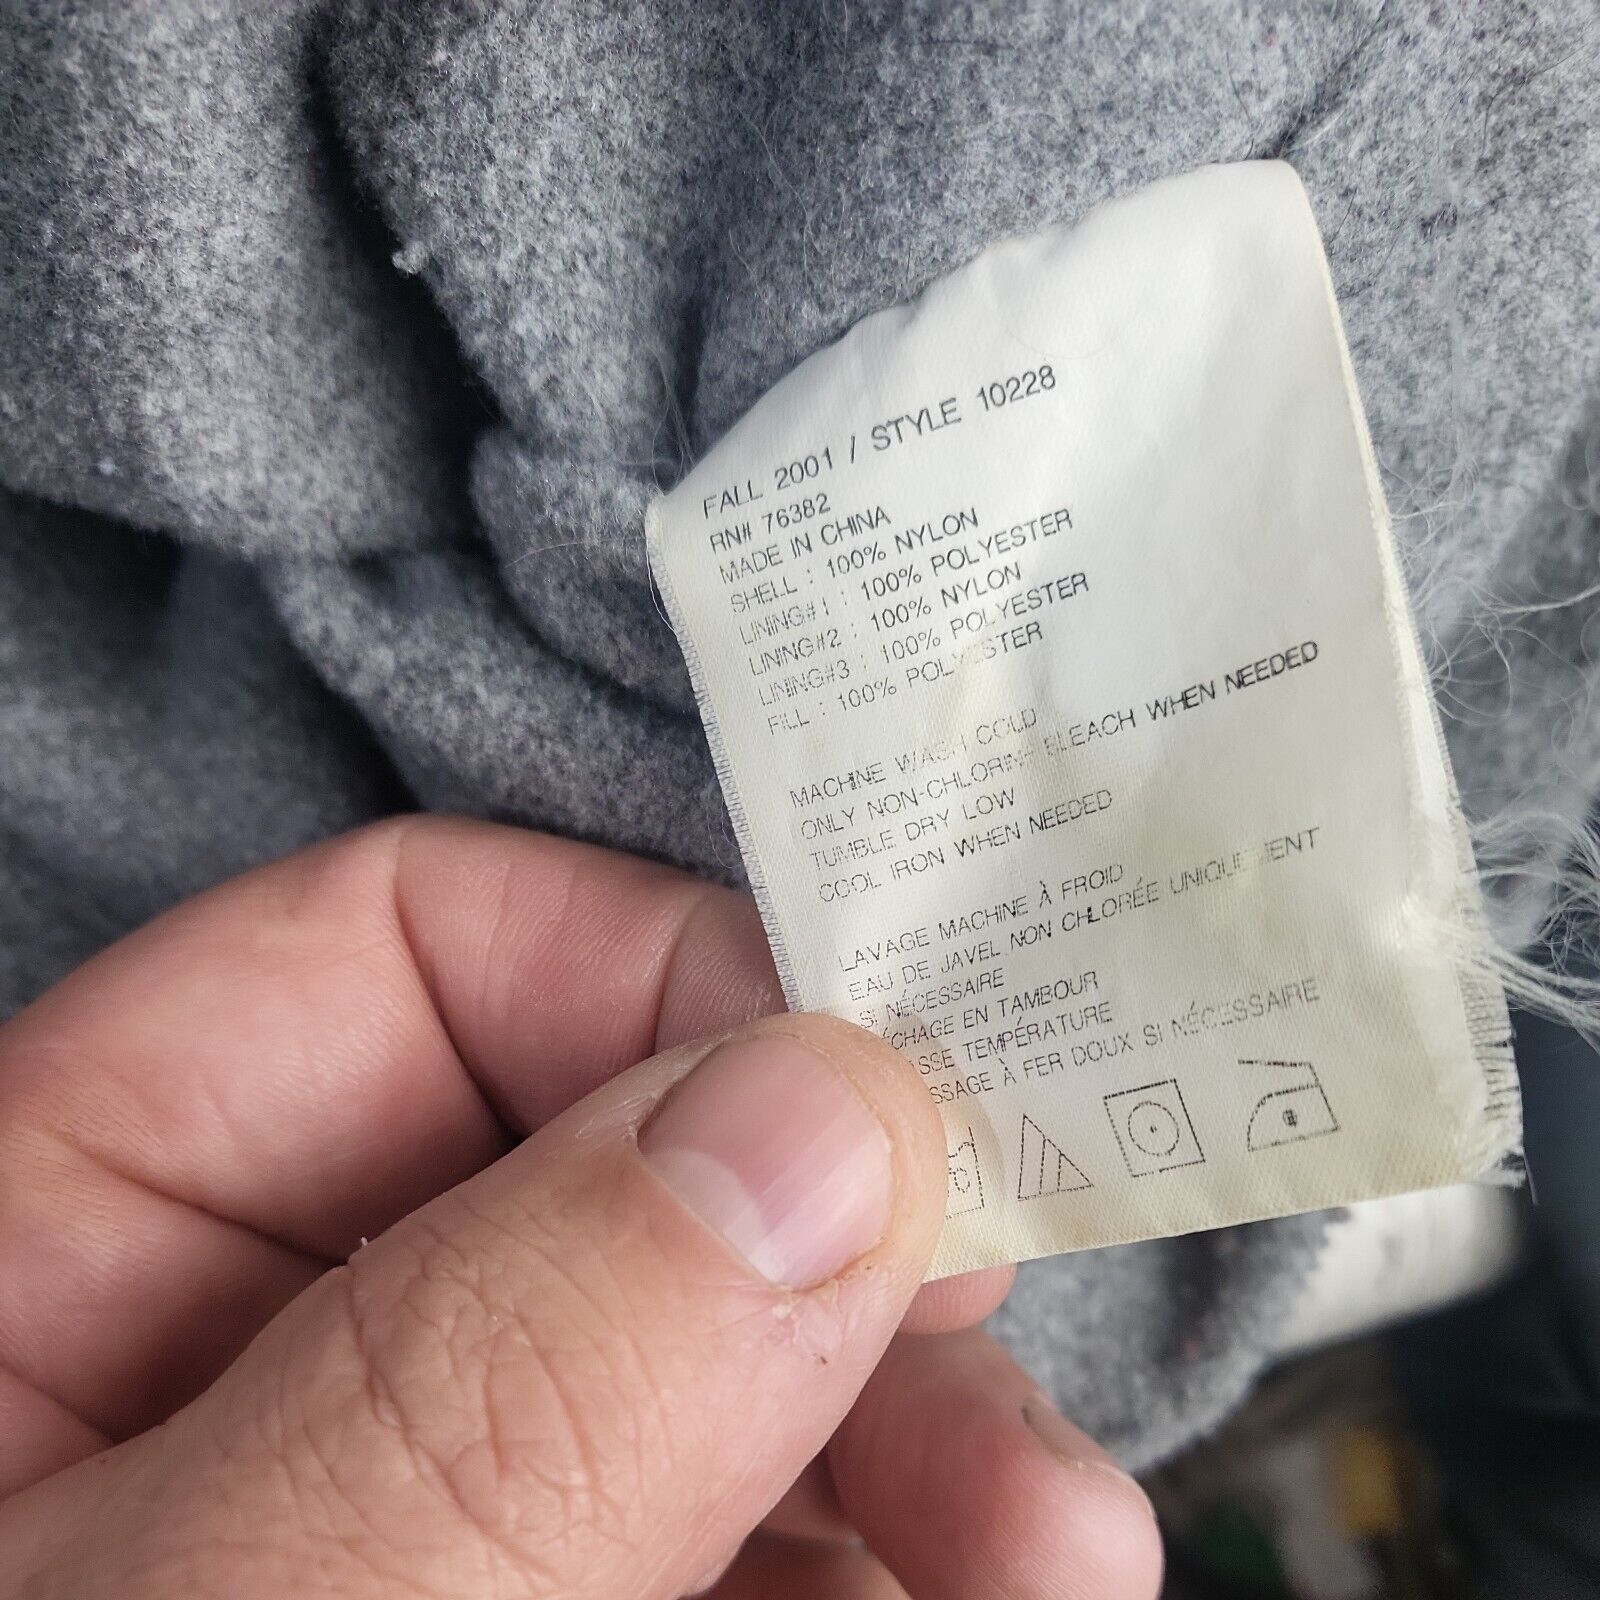 FALL 2001 / STYLE 10228
RN# 76382
MADE IN CHINA
SHELL : 100% NYLON
LINING#1 : 100% POLYESTER
LINING#2 : 100% NYLON
LINING#3 : 100% POLYESTER
FILL : 100% POLYESTER
MACHINE WASH COLD
ONLY NON-CHLORINE BLEACH WHEN NEEDED
TUMBLE DRY LOW
COOL IRON WHEN NEEDED
LAVAGE MACHINE À FROID
EAU DE JAVEL NON CHLORÉE UNIQUEMENT
SI NÉCESSAIRE
ÉCHAGE EN TAMBOUR
ASSE TEMPÉRATURE
SSAGE À FER DOUX SI NÉCESSAIRE